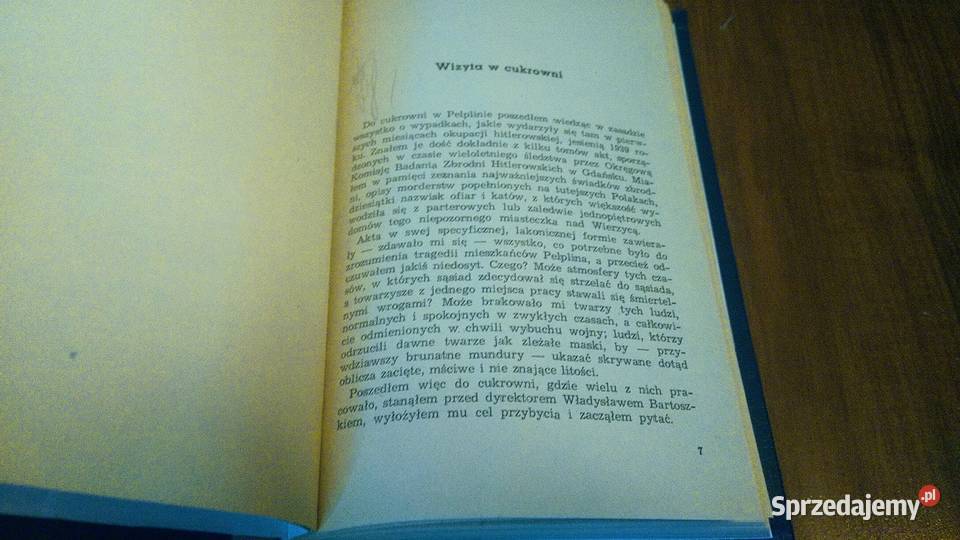 Wizyta w cukrowni
Do cukrowni w Pelplinie poszedłem wiedząc w zasadzie
wszystko o wypadkach, jakie wydarzyły się tam w pierw-
szych miesiącach okupacji hitlerowskiej, jesienią 1939 ro-
ku. Znałem je dość dokładnie z kilku tomów akt, sporzą-
dzonych w czasie wieloletniego śledztwa przez Okręgową
Komisję Badania Zbrodni Hitlerowskich w Gdańsku. Mia-
łem w pamięci zeznania najważniejszych świadków zbrod-
ni, opisy morderstw popełnionych na tutejszych Polakach,
dziesiątki nazwisk ofiar i katów, z których większość wy-
wodziła się z parterowych lub zaledwie jednopiętrowych
domów tego niepozornego miasteczka nad Wierzycą.
Akta w swej specyficznej, lakonicznej formie zawiera-
ły — zdawało mi się — wszystko, co potrzebne było do
zrozumienia tragedii mieszkańców Pelplina, a przecież od-
czuwałem jakiś niedosyt. Czego? Może atmosfery tych cza-
sów, w których sąsiad zdecydował się strzelać do sąsiada,
a towarzysze z jednego miejsca pracy stawali się śmiertel-
nymi wrogami? Może brakowało mi twarzy tych ludzi,
normalnych i spokojnych w zwykłych czasach, a całkowi-
cie odmienionych w chwili wybuchu wojny; ludzi, którzy
odrzucili dawne twarze jak zleżałe maski, by — przy-
wdziawszy brunatne mundury — ukazać skrywane dotąd
oblicza zacięte, mściwe i nie znające litości.
Poszedłem więc do cukrowni, gdzie wielu z nich pra-
cowało, stanąłem przed dyrektorem Władysławem Bartosz-
kiem, wyłożyłem mu cel przybycia i zacząłem pytać.
7
Sprzedajemy.pl